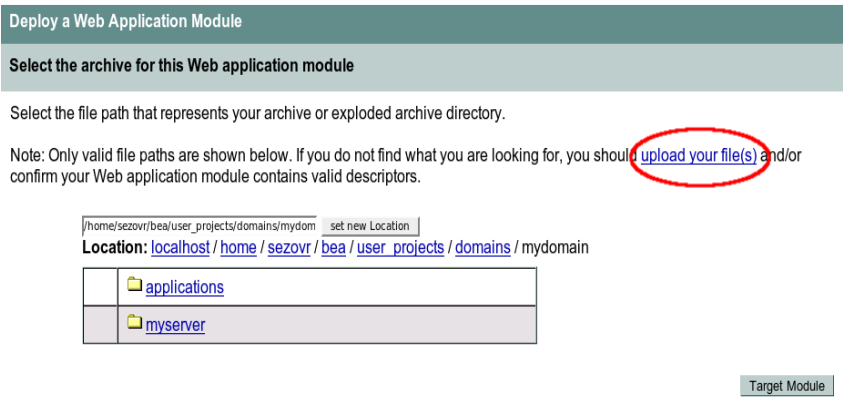 Deploy a Web Application Module
Select the archive for this Web application module
Select the file path that represents your archive or exploded archive directory.
Note: Only valid file paths are shown below. If you do not find what you are looking for, you should upload your file(s) and/or
confirm your Web application module contains valid descriptors.
/home/sezovr/bea/user_projects/domains/mydom set new Location
Location: localhost / home / sezovr / bea / user_projects / domains / mydomain
applications
myserver
Target Module